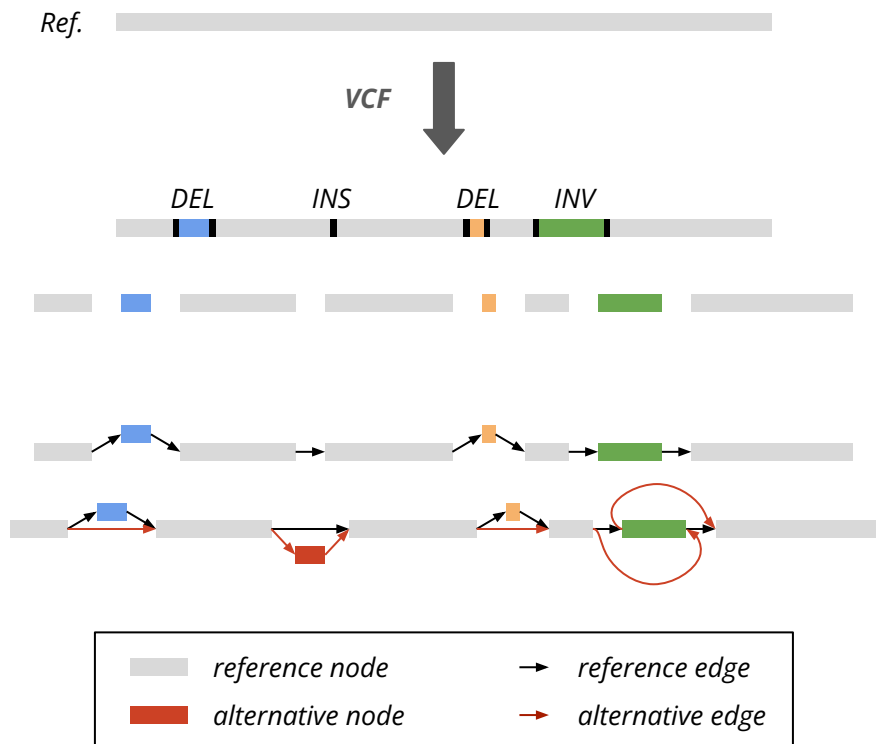 Ref.
VCF
DEL INS DEL INV
reference node reference edge
alternative node alternative edge